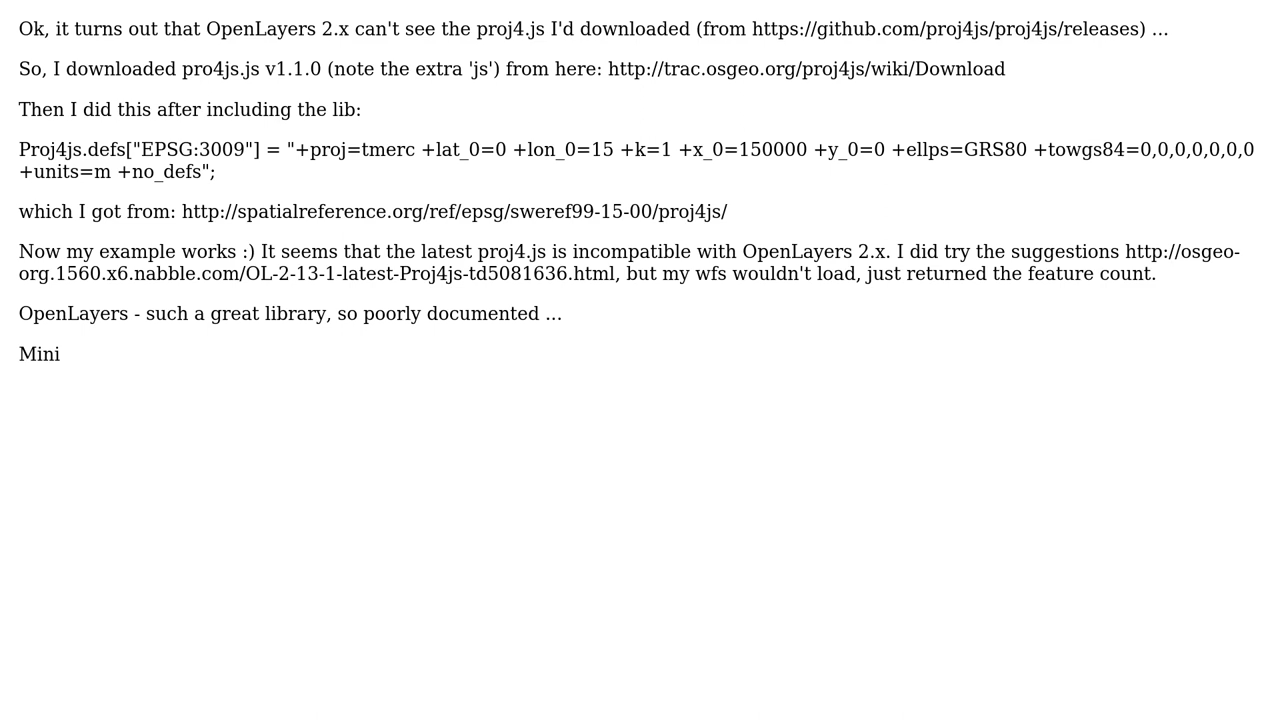 Ok, it turns out that OpenLayers 2.x can't see the proj4.js I'd downloaded (from https://github.com/proj4js/proj4js/releases) ...
So, I downloaded pro4js.js v1.1.0 (note the extra 'js') from here: http://trac.osgeo.org/proj4js/wiki/Download
Then I did this after including the lib:
Proj4js.defs["EPSG:3009"] = "+proj=tmerc +lat_0=0 +lon_0=15 +k=1 +x_0=150000 +y_0=0 +ellps=GRS80 +towgs84=0,0,0,0,0,0,0
+units=m +no_defs";
which I got from: http://spatialreference.org/ref/epsg/sweref99-15-00/proj4js/
Now my example works :) It seems that the latest proj4.js is incompatible with OpenLayers 2.x. I did try the suggestions http://osgeo-
org.1560.x6.nabble.com/OL-2-13-1-latest-Proj4js-td5081636.html, but my wfs wouldn't load, just returned the feature count.
OpenLayers - such a great library, so poorly documented ...
Mini